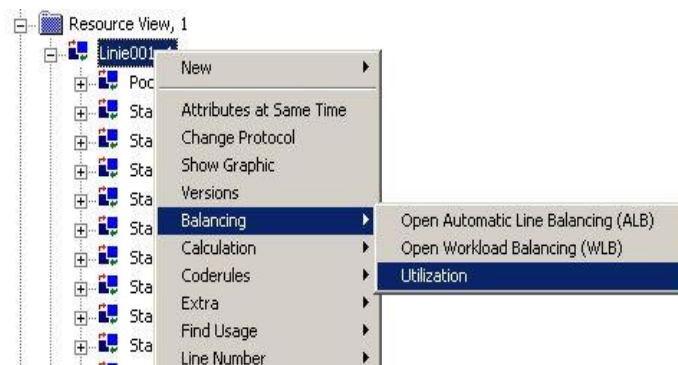 Resource View, 1
Linie001
New
Poc
Sta
Attributes at Same Time
Sta
Change Protocol
Sta
Show Graphic
Sta
Versions
Sta
Balancing
Open Automatic Line Balancing (ALB)
Sta
Calculation
Open Workload Balancing (WLB)
Sta
Coderules
Utilization
Sta
Extra
Sta
Find Usage
Line Number